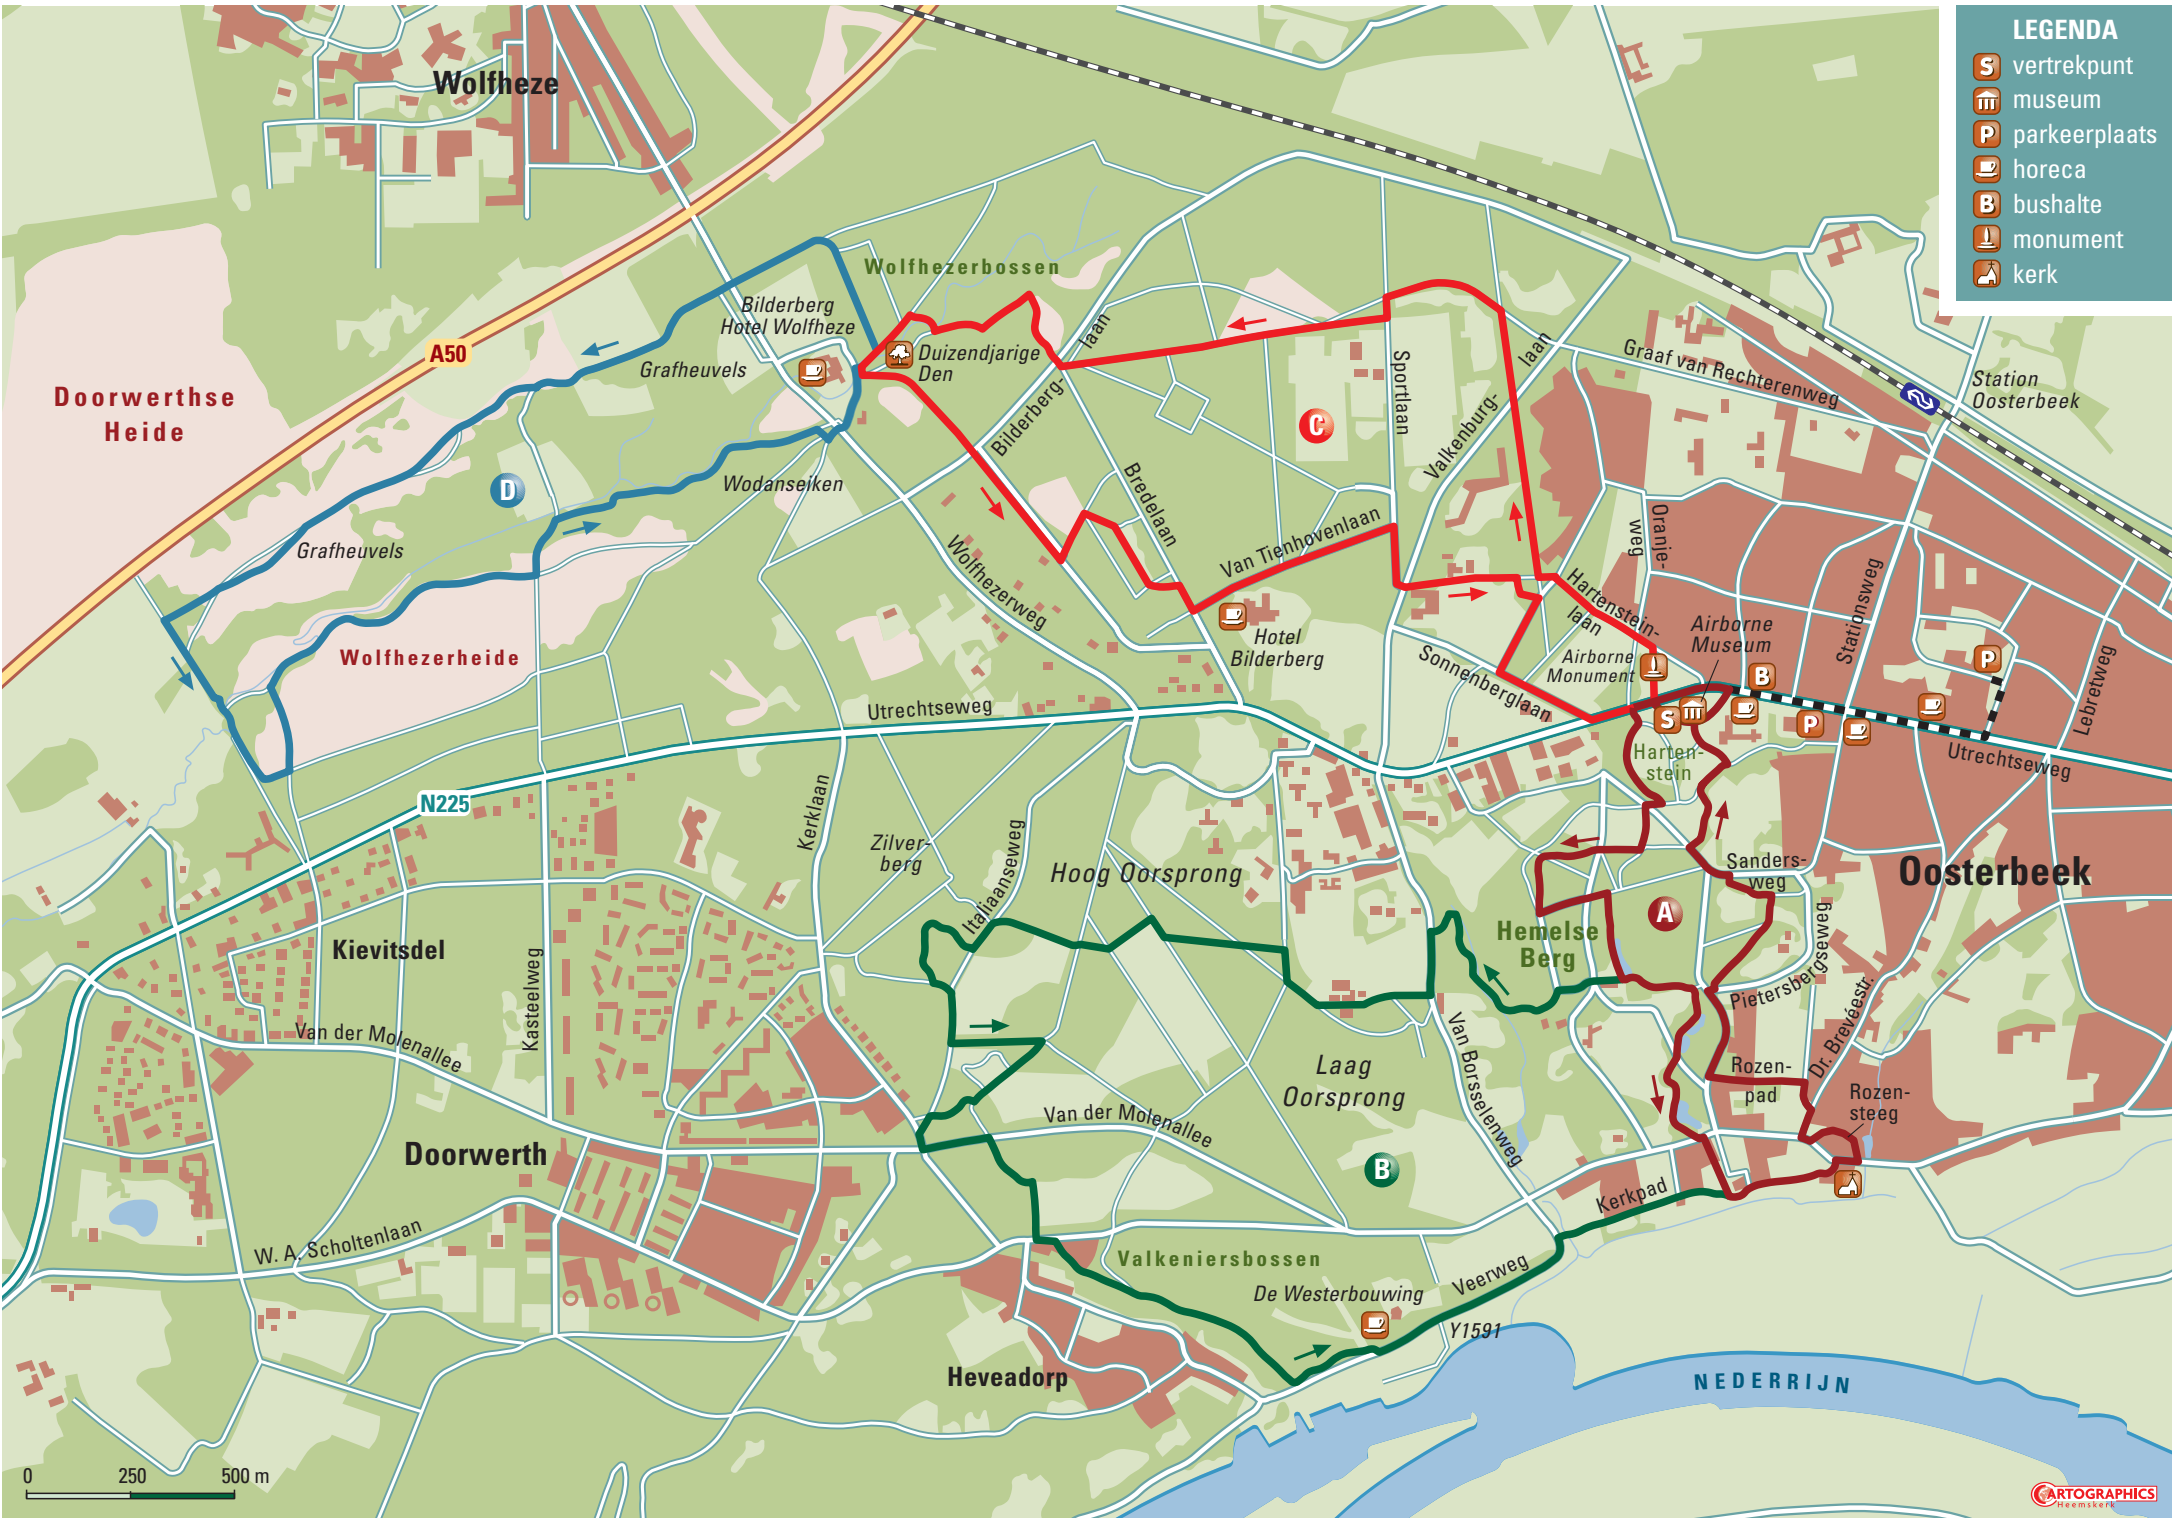 LEGENDA
S vertrekpunt
museum
P parkeerplaats
horeca
B bushalte
monument
kerk
Wolfheze
Wolfhezerbossen
Bilderberg
Hotel Wolfheze
Duizendjarige
Den
A50
Grafheuvels
Doorwerthse
Heide
D
Wodanseiken
Grafheuvels
Wolfhezerheide
Bilderberg-
laan
Bredelaan
Wolfhezerweg
C
Sportlaan
Valkenburg-
laan
Graaf van Rechterenweg
Station
Oosterbeek
Van Tienhovenlaan
Oranje-
weg
Hartenstein-
laan
Hotel
Bilderberg
Sonnenberglaan
Airborne
Monument
Airborne
Museum
Stationsweg
Lebretweg
B
P
P
S
Harten-
stein
Utrechtseweg
Utrechtseweg
N225
Kerklaan
Zilver-
berg
Italiaanseweg
Hoog Oorsprong
Sanders-
weg
Oosterbeek
A
Hemelse
Berg
Pietersbergseweg
Kievitsdel
Kasteelweg
Van der Molenallee
Van Borsselenweg
Dr. Brevéestr.
Laag
Oorsprong
Rozen-
pad
Rozen-
steeg
Van der Molenallee
Doorwerth
B
Kerkpad
W. A. Scholtenlaan
Valkeniersbossen
De Westerbouwing
Veerweg
Y1591
Heveadorp
NEDERRIJN
0 250 500 m
CARTOGRAPHICS
Heemskerk